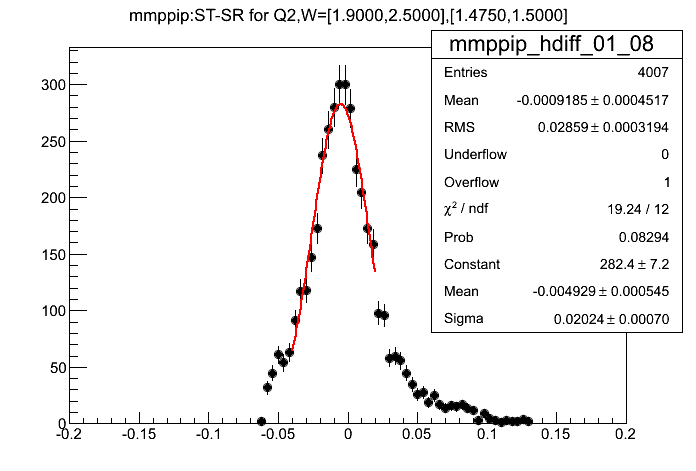 mmppip:ST-SR for Q2,W=[1.9000,2.5000],[1.4750,1.5000]
mmppip_hdiff_01_08
Entries 4007
Mean -0.0009185 ± 0.0004517
RMS 0.02859 ± 0.0003194
Underflow 0
Overflow 1
χ² / ndf 19.24 / 12
Prob 0.08294
Constant 282.4 ± 7.2
Mean -0.004929 ± 0.000545
Sigma 0.02024 ± 0.00070
300
250
200
150
100
50
0
-0.2 -0.15 -0.1 -0.05 0 0.05 0.1 0.15 0.2